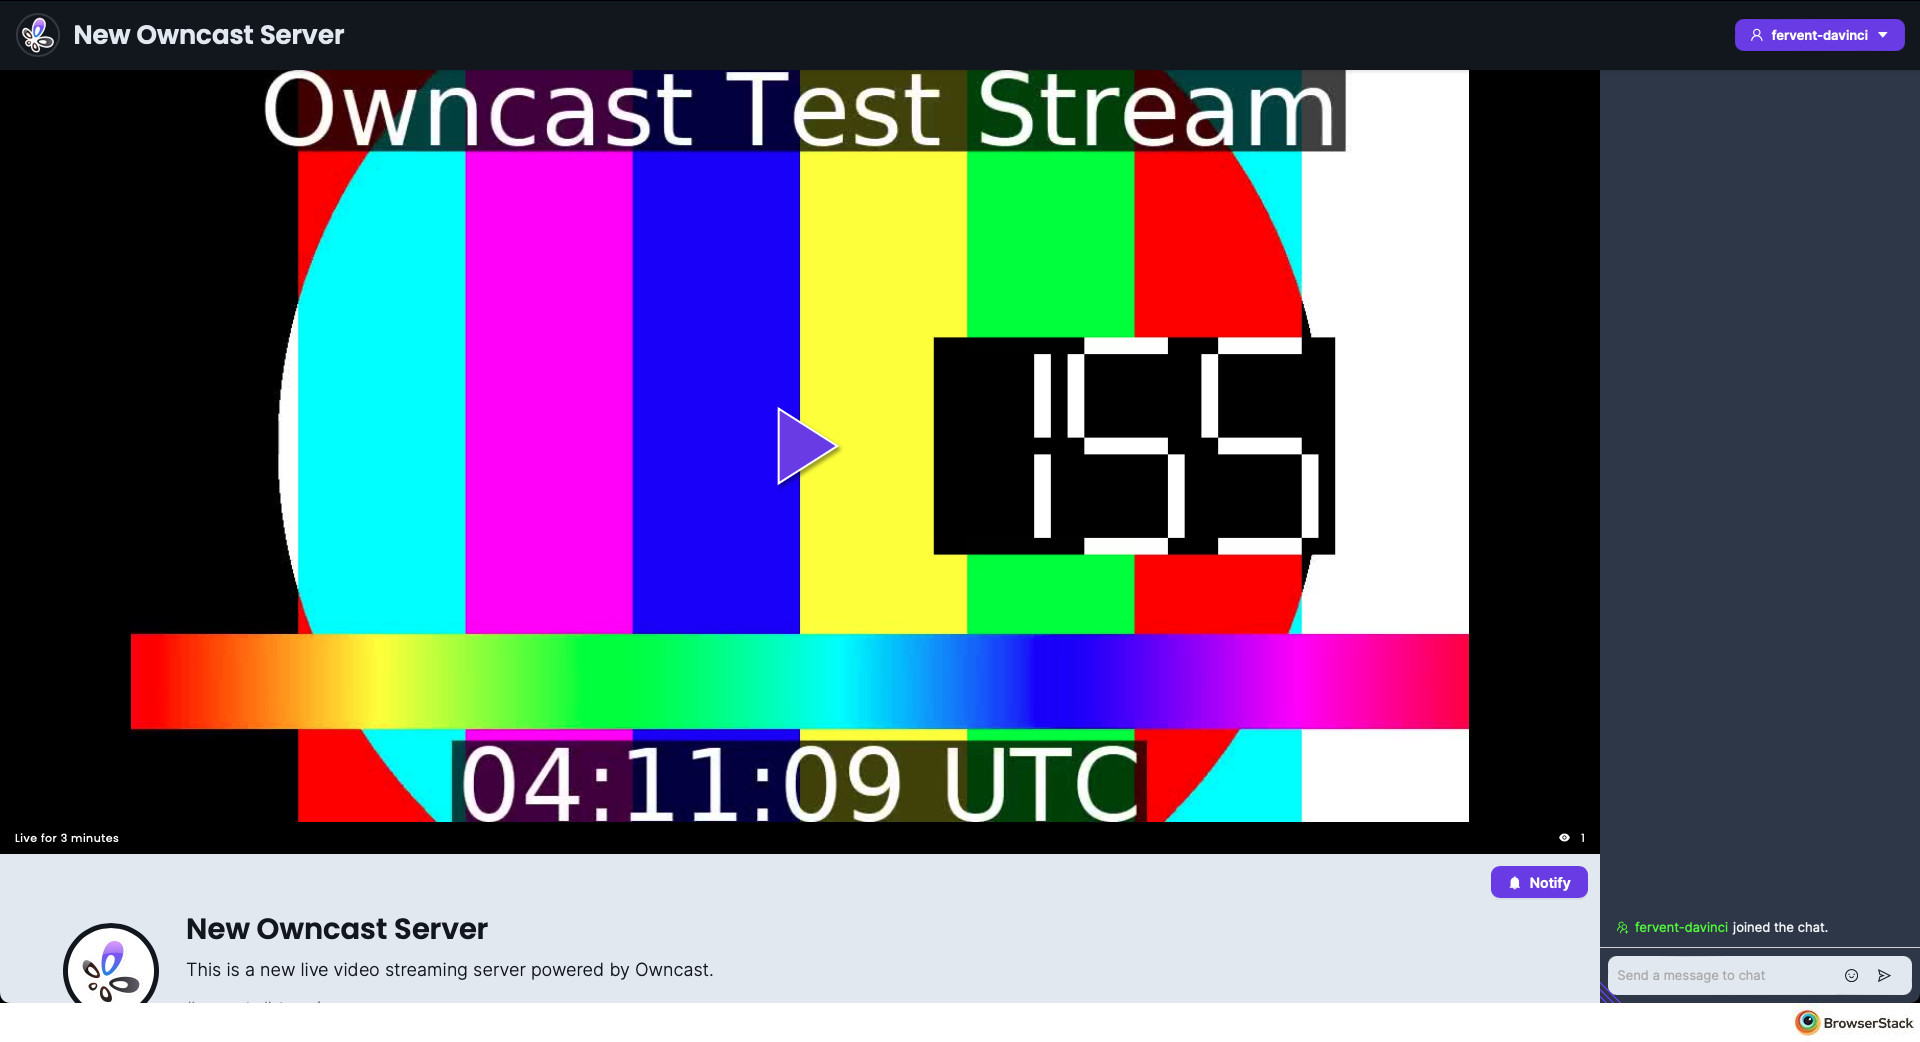 New Owncast Server
fervent-davinci
Owncast Test Stream
155
04:11:09 UTC
Live for 3 minutes
1
Notify
New Owncast Server
This is a new live video streaming server powered by Owncast.
fervent-davinci joined the chat.
Send a message to chat
BrowserStack